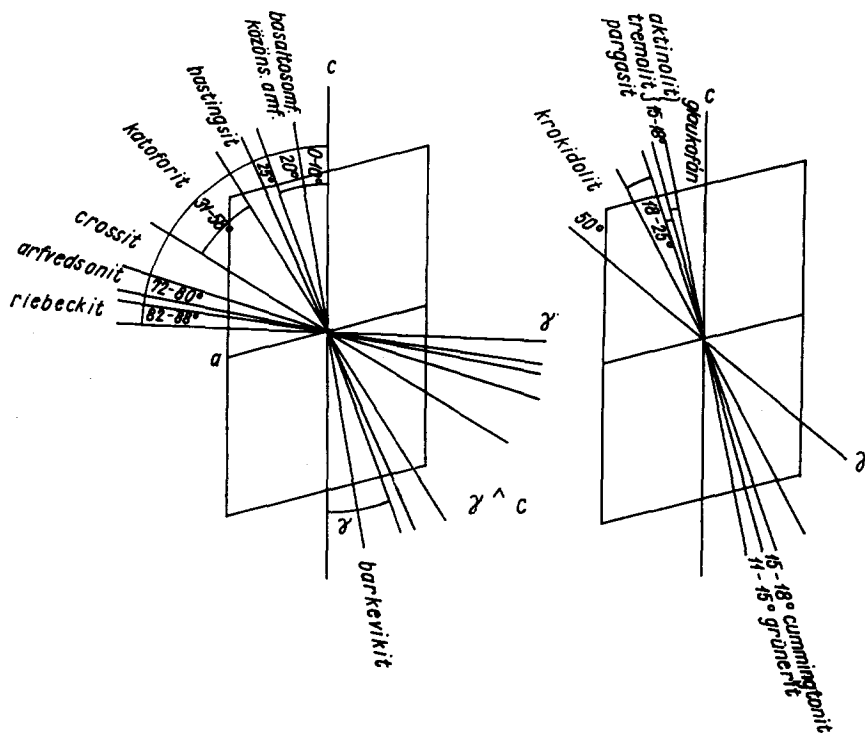 c
basaltosomf.
közöns. amf.
hastingsit
katoforit
crossit
arfvedsonit
riebeckit
0-10°
20°
25°
31-58°
72-80°
82-88°
a
γ
γ ^ c
γ
barkevikit
c
aktinolit
tremolit
pargasit
} 15-18°
glaukofán
krokidolit
18-25°
50°
γ
15-18° cummingtonit
11-15° grünerit